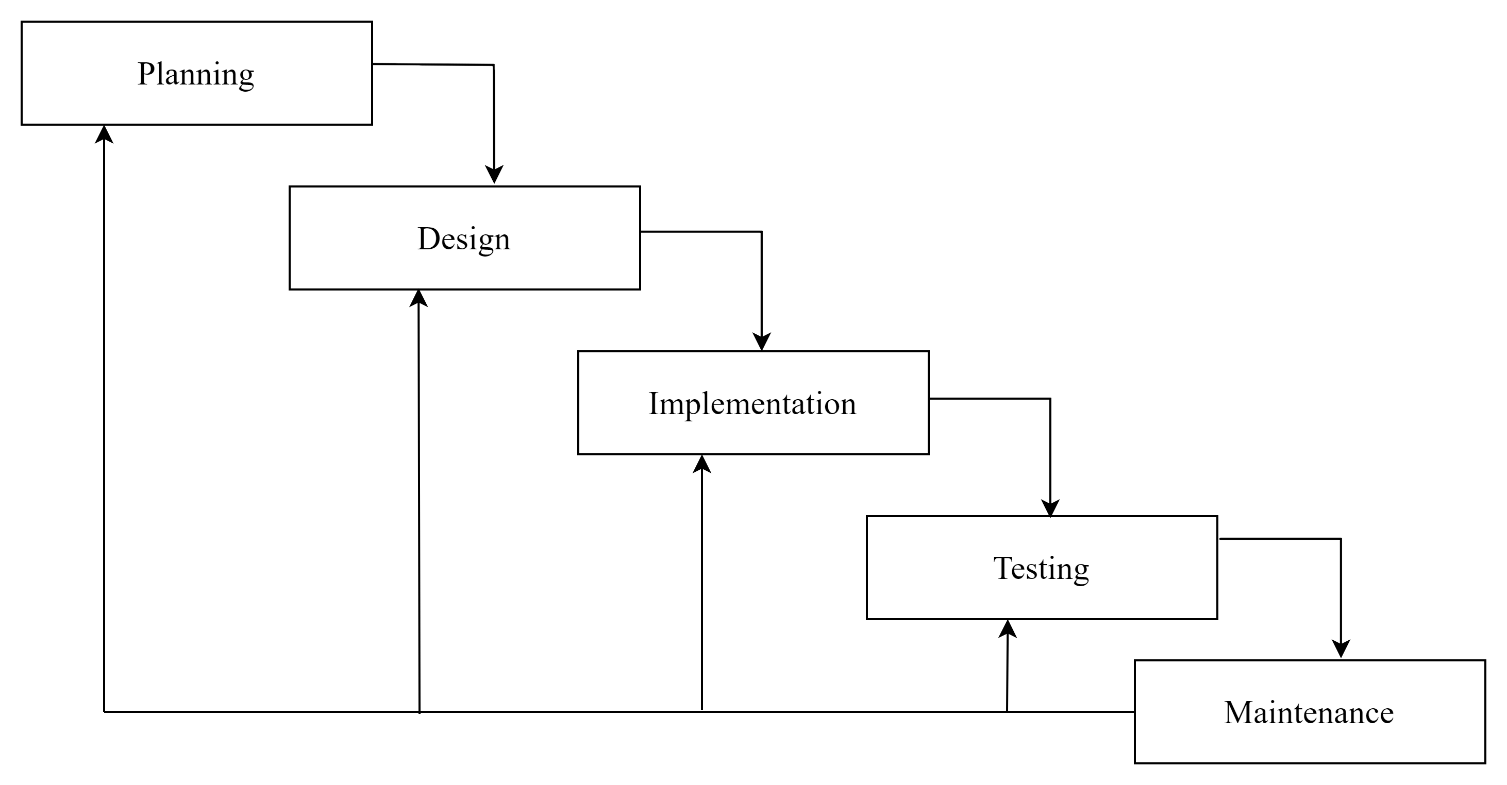 Planning
Design
Implementation
Testing
Maintenance